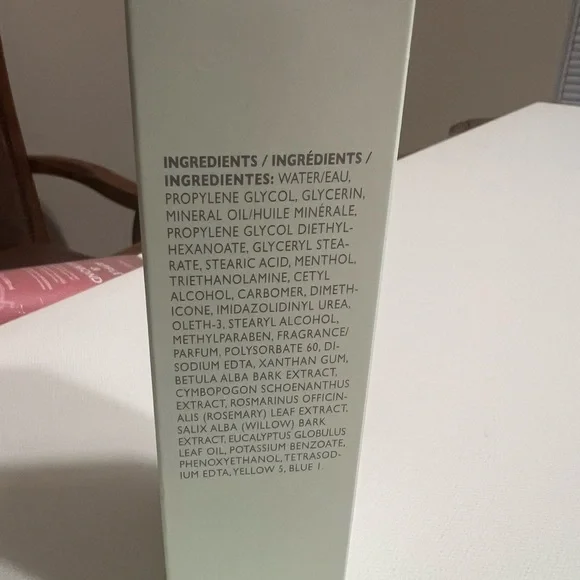 INGREDIENTS / INGRÉDIENTS /
INGREDIENTES: WATER/EAU,
PROPYLENE GLYCOL, GLYCERIN,
MINERAL OIL/HUILE MINÉRALE,
PROPYLENE GLYCOL DIETHYL-
HEXANOATE, GLYCERYL STEA-
RATE, STEARIC ACID, MENTHOL,
TRIETHANOLAMINE, CETYL
ALCOHOL, CARBOMER, DIMETH-
ICONE, IMIDAZOLIDINYL UREA,
OLETH-3, STEARYL ALCOHOL,
METHYLPARABEN, FRAGRANCE/
PARFUM, POLYSORBATE 60, DI-
SODIUM EDTA, XANTHAN GUM,
BETULA ALBA BARK EXTRACT,
CYMBOPOGON SCHOENANTHUS
EXTRACT, ROSMARINUS OFFICIN-
ALIS (ROSEMARY) LEAF EXTRACT,
SALIX ALBA (WILLOW) BARK
EXTRACT, EUCALYPTUS GLOBULUS
LEAF OIL, POTASSIUM BENZOATE,
PHENOXYETHANOL, TETRASOD-
IUM EDTA, YELLOW 5, BLUE 1.